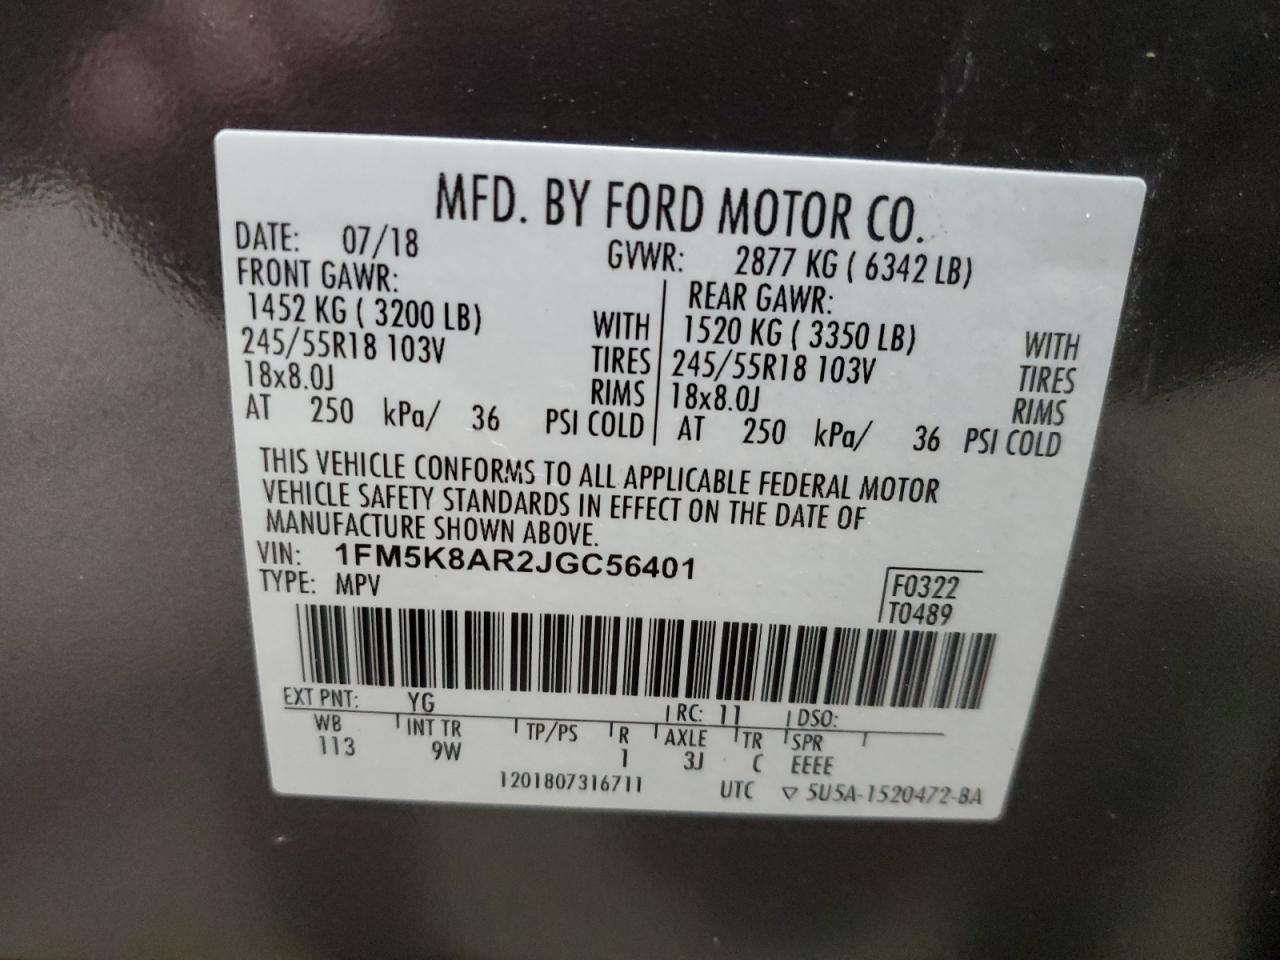 MFD. BY FORD MOTOR CO.
DATE: 07/18 GVWR: 2877 KG ( 6342 LB)
FRONT GAWR: REAR GAWR:
1452 KG ( 3200 LB) WITH 1520 KG ( 3350 LB) WITH
245/55R18 103V TIRES 245/55R18 103V TIRES
18x8.0J RIMS 18x8.0J RIMS
AT 250 kPa/ 36 PSI COLD AT 250 kPa/ 36 PSI COLD
THIS VEHICLE CONFORMS TO ALL APPLICABLE FEDERAL MOTOR
VEHICLE SAFETY STANDARDS IN EFFECT ON THE DATE OF
MANUFACTURE SHOWN ABOVE.
VIN: 1FM5K8AR2JGC56401
TYPE: MPV F0322
T0489
EXT PNT: YG RC: 11 DSO:
WB INT TR TP/PS R AXLE TR SPR
113 9W 1 3J C EEEE
1201807316711 UTC ▽ 5U5A-1520472-BA